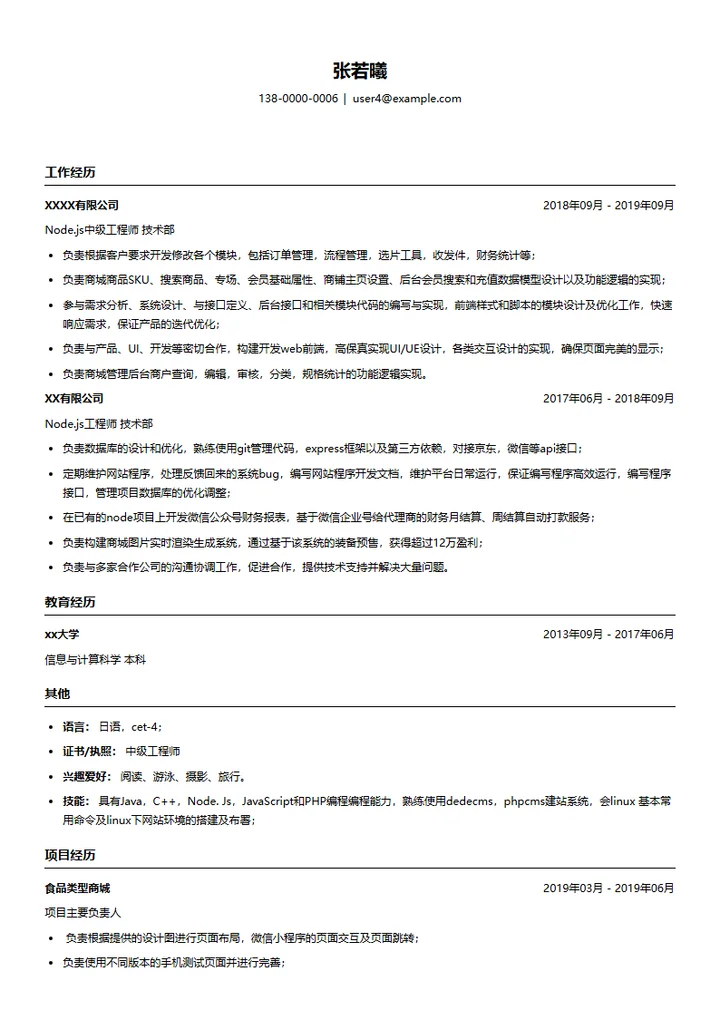 张若曦
138-0000-0006 | user4@example.com
工作经历
XXXX有限公司 2018年09月 - 2019年09月
Node.js中级工程师 技术部
• 负责根据客户要求开发修改各个模块，包括订单管理，流程管理，选片工具，收发件，财务统计等；
• 负责商城商品SKU、搜索商品、专场、会员基础属性、商铺主页设置、后台会员搜索和充值数据模型设计以及功能逻辑的实现；
• 参与需求分析、系统设计、与接口定义、后台接口和相关模块代码的编写与实现，前端样式和脚本的模块设计及优化工作，快速
响应需求，保证产品的迭代优化；
• 负责与产品、UI、开发等密切合作，构建开发web前端，高保真实现UI/UE设计，各类交互设计的实现，确保页面完美的显示；
• 负责商城管理后台商户查询，编辑，审核，分类，规格统计的功能逻辑实现。
XX有限公司 2017年06月 - 2018年09月
Node.js工程师 技术部
• 负责数据库的设计和优化，熟练使用git管理代码，express框架以及第三方依赖，对接京东，微信等api接口；
• 定期维护网站程序，处理反馈回来的系统bug，编写网站程序开发文档，维护平台日常运行，保证编写程序高效运行，编写程序
接口，管理项目数据库的优化调整；
• 在已有的node项目上开发微信公众号财务报表，基于微信企业号给代理商的财务月结算、周结算自动打款服务；
• 负责构建商城图片实时渲染生成系统，通过基于该系统的装备预售，获得超过12万盈利；
• 负责与多家合作公司的沟通协调工作，促进合作，提供技术支持并解决大量问题。
教育经历
xx大学 2013年09月 - 2017年06月
信息与计算科学 本科
其他
• 语言： 日语，cet-4；
• 证书/执照： 中级工程师
• 兴趣爱好： 阅读、游泳、摄影、旅行。
• 技能： 具有Java，C++，Node. Js，JavaScript和PHP编程编程能力，熟练使用dedecms，phpcms建站系统，会linux 基本常
用命令及linux下网站环境的搭建及布署；
项目经历
食品类型商城 2019年03月 - 2019年06月
项目主要负责人
• 负责根据提供的设计图进行页面布局，微信小程序的页面交互及页面跳转；
• 负责使用不同版本的手机测试页面并进行完善；